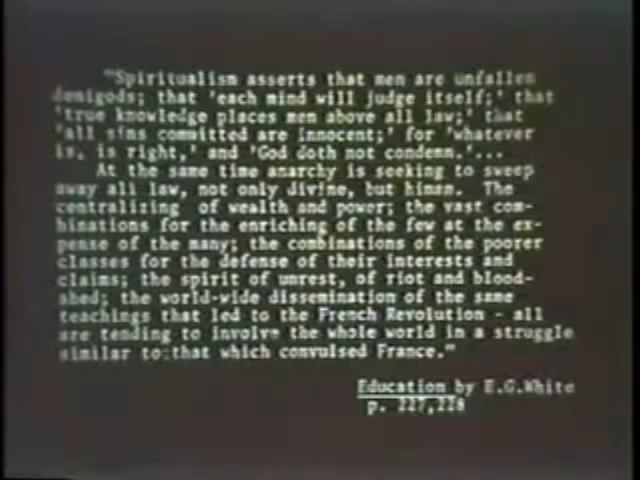 "Spiritualism asserts that men are unfallen
demigods; that 'each mind will judge itself;' that
'true knowledge places men above all law;' that
'all sins committed are innocent;' for 'whatever
is, is right,' and 'God doth not condemn.'...
At the same time anarchy is seeking to sweep
away all law, not only divine, but human. The
centralizing of wealth and power; the vast com-
binations for the enriching of the few at the ex-
pense of the many; the combinations of the poorer
classes for the defense of their interests and
claims; the spirit of unrest, of riot and blood-
shed; the world-wide dissemination of the same
teachings that led to the French Revolution - all
are tending to involve the whole world in a struggle
similar to that which convulsed France."
Education by E.G.White
p. 227,228